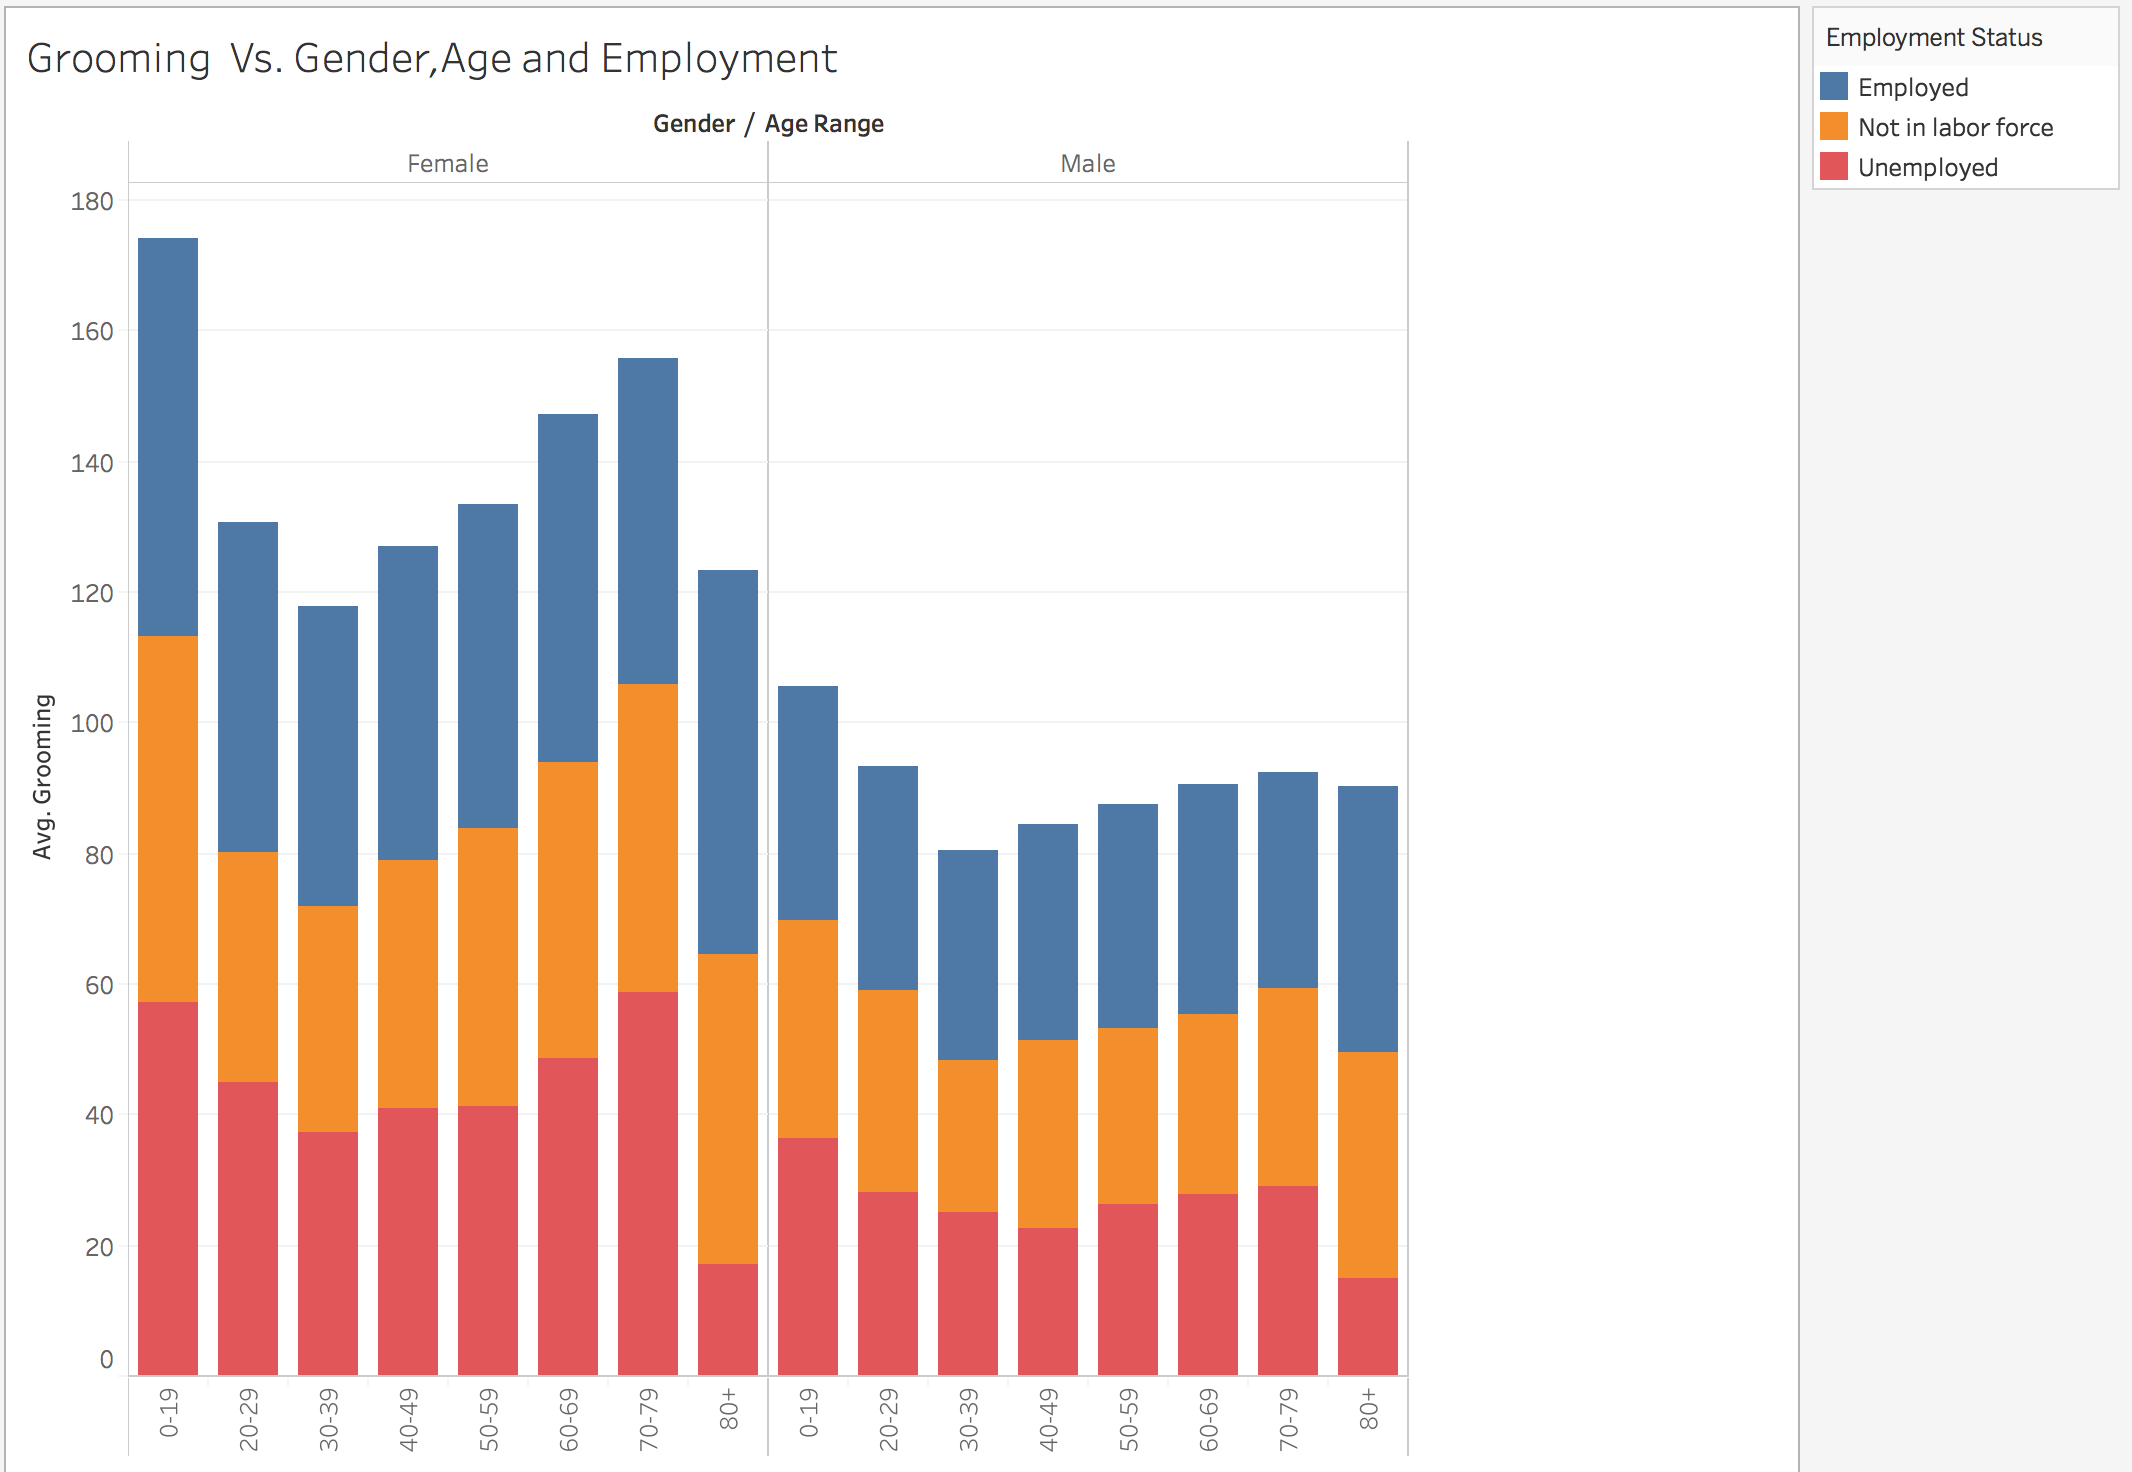 Grooming  Vs. Gender,Age and Employment
Gender / Age Range
Female
Male
180
160
140
120
100
80
60
40
20
0
Avg. Grooming
0-19
20-29
30-39
40-49
50-59
60-69
70-79
80+
0-19
20-29
30-39
40-49
50-59
60-69
70-79
80+
Employment Status
Employed
Not in labor force
Unemployed